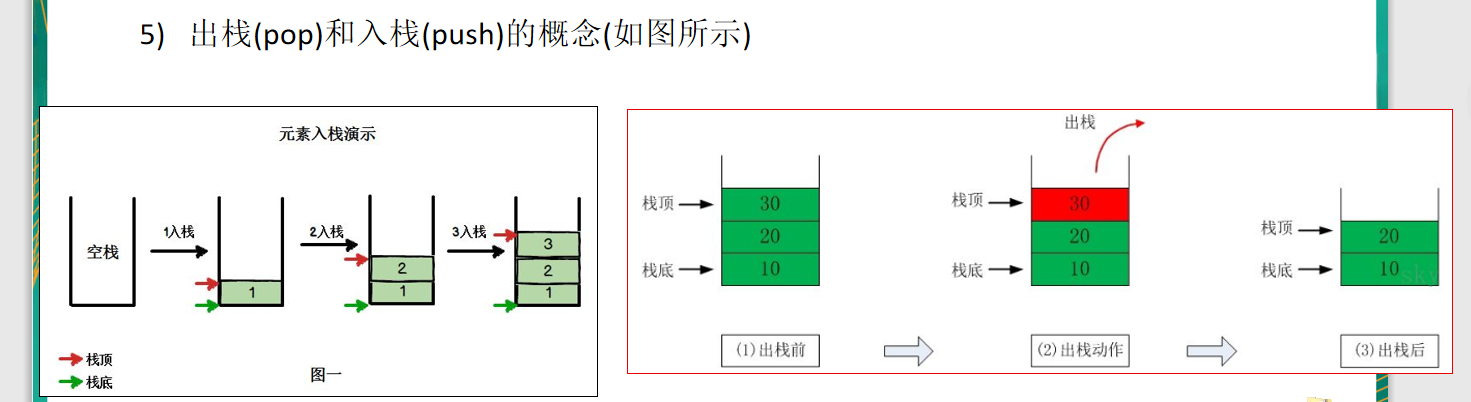 5) 出栈(pop)和入栈(push)的概念(如图所示)
元素入栈演示
空栈
1入栈
1
2入栈
2
1
3入栈
3
2
1
栈顶
栈底
图一
栈顶
30
20
栈底
10
(1)出栈前
出栈
栈顶
30
20
栈底
10
(2)出栈动作
栈顶
20
栈底
10
sky
(3)出栈后